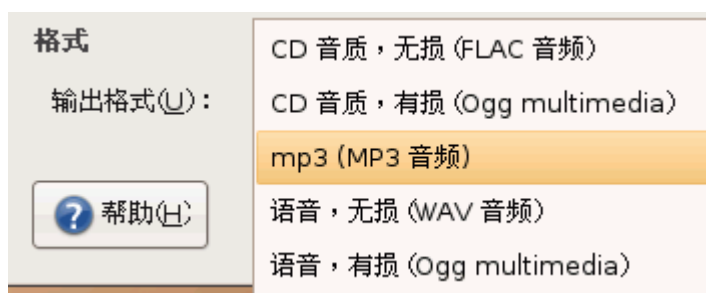 格式
输出格式(U)：
帮助(H)
CD 音质，无损 (FLAC 音频)
CD 音质，有损 (Ogg multimedia)
mp3 (MP3 音频)
语音，无损 (WAV 音频)
语音，有损 (Ogg multimedia)